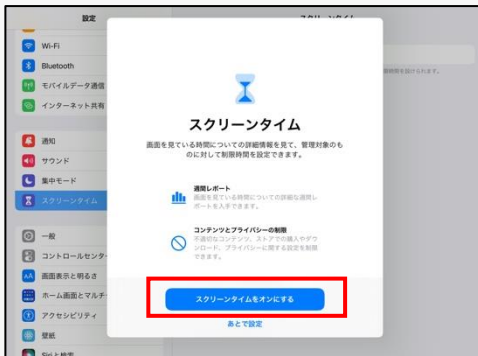 設定
Wi-Fi
Bluetooth
モバイルデータ通信
インターネット共有
通知
サウンド
集中モード
スクリーンタイム
一般
コントロールセンタ
画面表示と明るさ
ホーム画面とマルチ
アクセシビリティ
壁紙
スクリーンタイム
画面を見ている時間についての詳細情報を見て、管理対象のも
のに対して制限時間を設定できます。
週間レポート
画面を見ている時間についての詳細な週間レ
ポートを入手できます。
コンテンツとプライバシーの制限
不適切なコンテンツ、ストアでの購入やダウ
ンロード、プライバシーに関する設定を制限
できます。
スクリーンタイムをオンにする
あとで設定